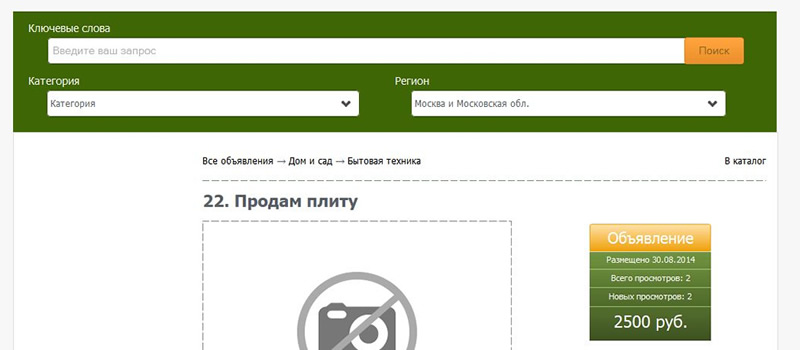 Ключевые слова
Введите ваш запрос Поиск
Категория Регион
Категория Москва и Московская обл.
Все объявления → Дом и сад → Бытовая техника В каталог
22. Продам плиту
Объявление
Размещено 30.08.2014
Всего просмотров: 2
Новых просмотров: 2
2500 руб.